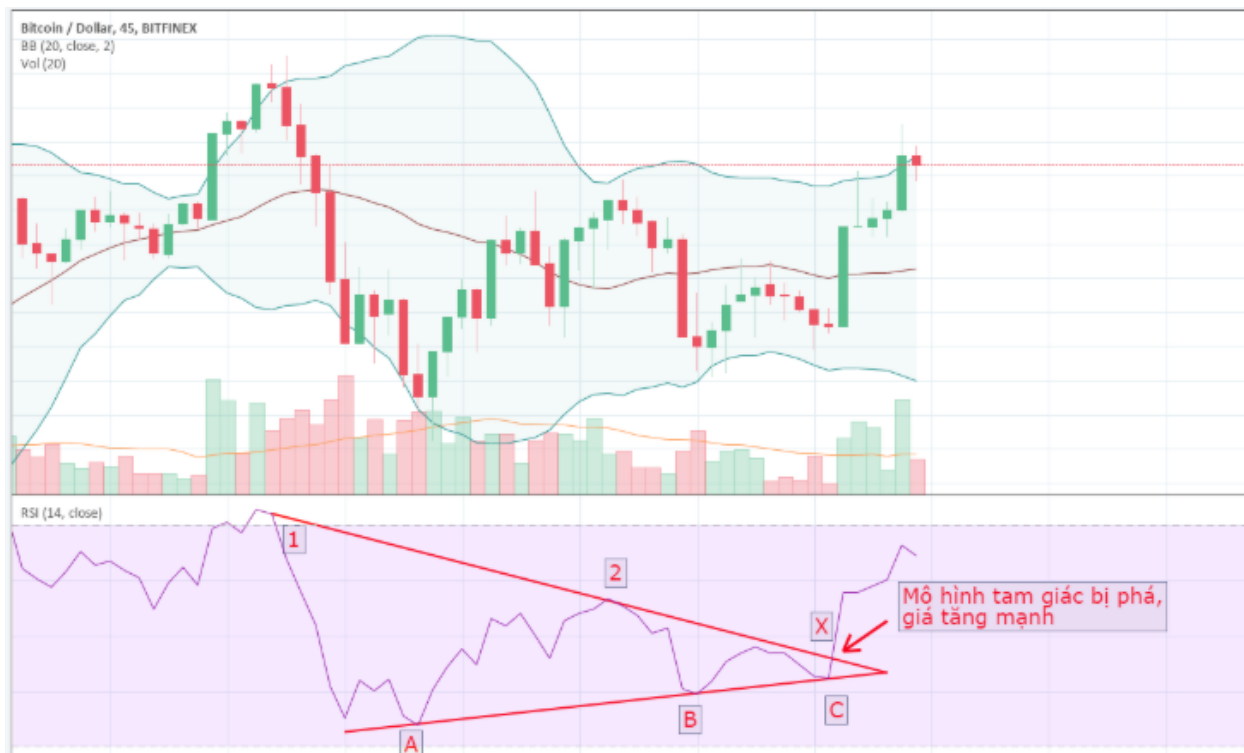 Bitcoin / Dollar, 45, BITFINEX
BB (20, close, 2)
Vol (20)
RSI (14, close)
1
2
X
Mô hình tam giác bị phá,
giá tăng mạnh
A
B
C